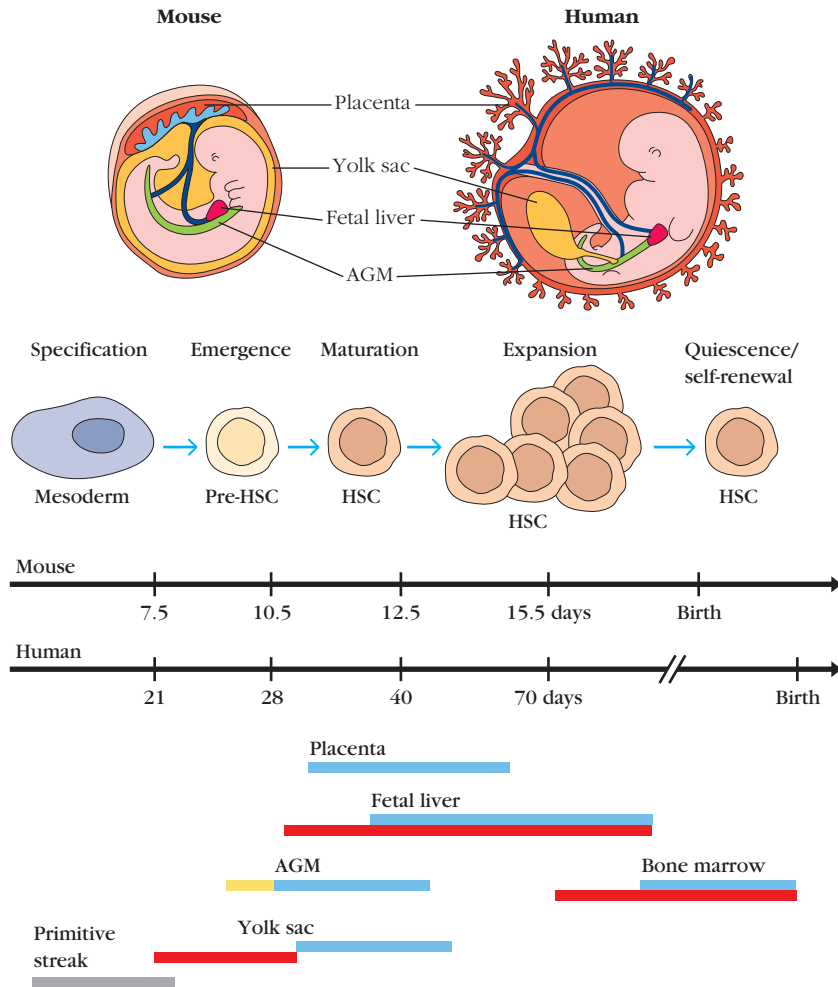 Mouse
Human
Placenta
Yolk sac
Fetal liver
AGM
Specification
Emergence
Maturation
Expansion
Quiescence/
self-renewal
Mesoderm
Pre-HSC
HSC
HSC
HSC
Mouse
7.5 10.5 12.5 15.5 days Birth
Human
21 28 40 70 days Birth
Placenta
Fetal liver
AGM
Bone marrow
Yolk sac
Primitive
streak